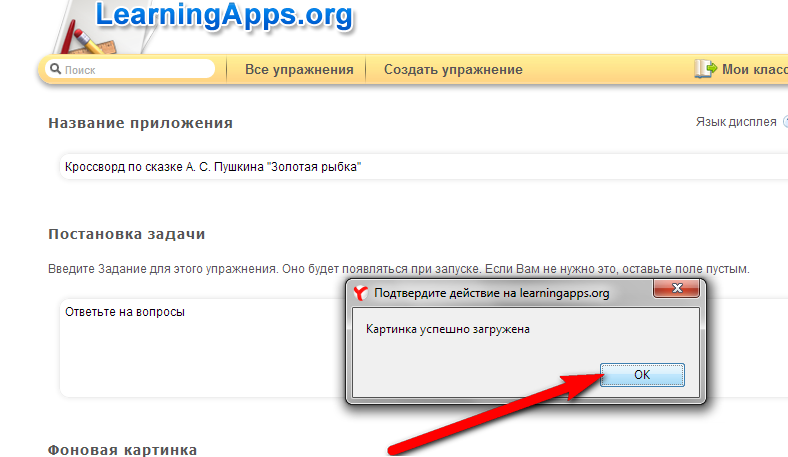 LearningApps.org
Поиск
Все упражнения
Создать упражнение
Мои
Название приложения
Язык дисплея
Кроссворд по сказке А. С. Пушкина "Золотая рыбка"
Постановка задачи
Введите Задание для этого упражнения. Оно будет появляться при запуске. Если Вам не нужно это, оставьте поле пустым.
Подтвердите действие на learningapps.org
Ответьте на вопросы
Картинка успешно загружена
OK
Фоновая картинка